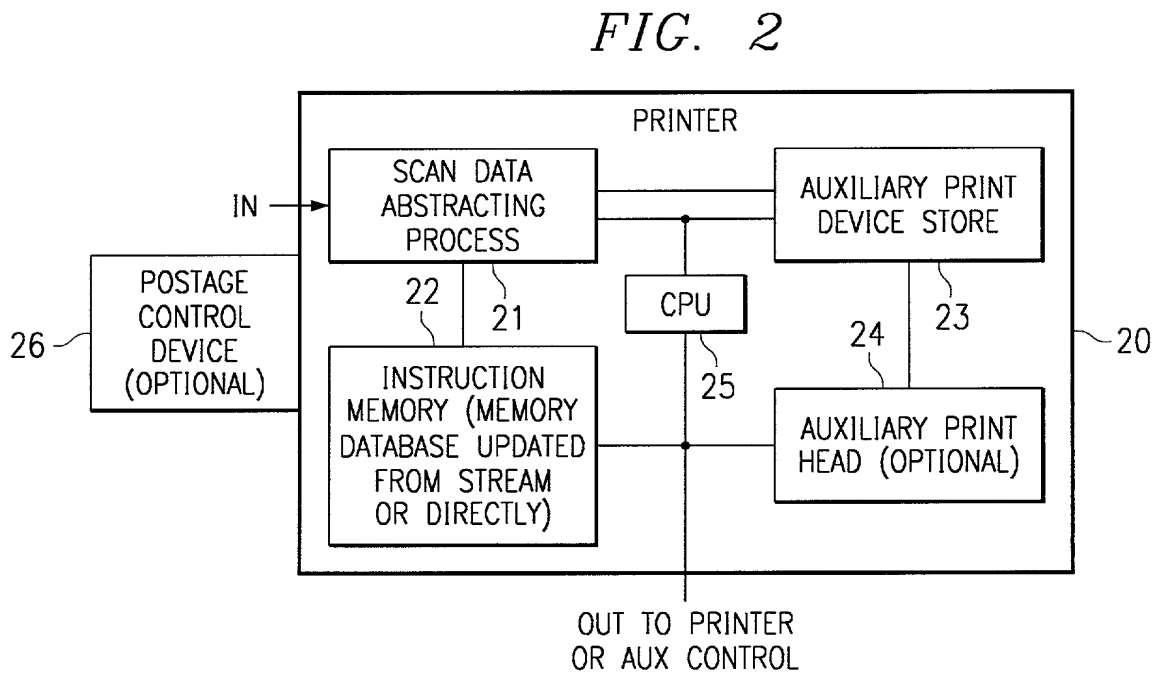 FIG. 2
PRINTER
IN
SCAN DATA
ABSTRACTING
PROCESS
AUXILIARY PRINT
DEVICE STORE
POSTAGE
CONTROL
DEVICE
(OPTIONAL)
26
22
21
CPU
25
23
24
20
INSTRUCTION
MEMORY (MEMORY
DATABASE UPDATED
FROM STREAM
OR DIRECTLY)
AUXILIARY PRINT
HEAD (OPTIONAL)
OUT TO PRINTER
OR AUX CONTROL